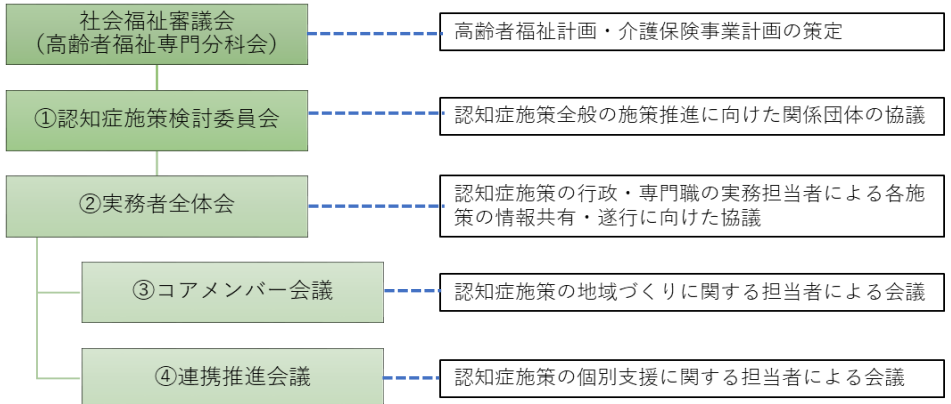 社会福祉審議会
(高齢者福祉専門分科会)
高齢者福祉計画・介護保険事業計画の策定
①認知症施策検討委員会
認知症施策全般の施策推進に向けた関係団体の協議
②実務者全体会
認知症施策の行政・専門職の実務担当者による各施
策の情報共有・遂行に向けた協議
③コアメンバー会議
認知症施策の地域づくりに関する担当者による会議
④連携推進会議
認知症施策の個別支援に関する担当者による会議